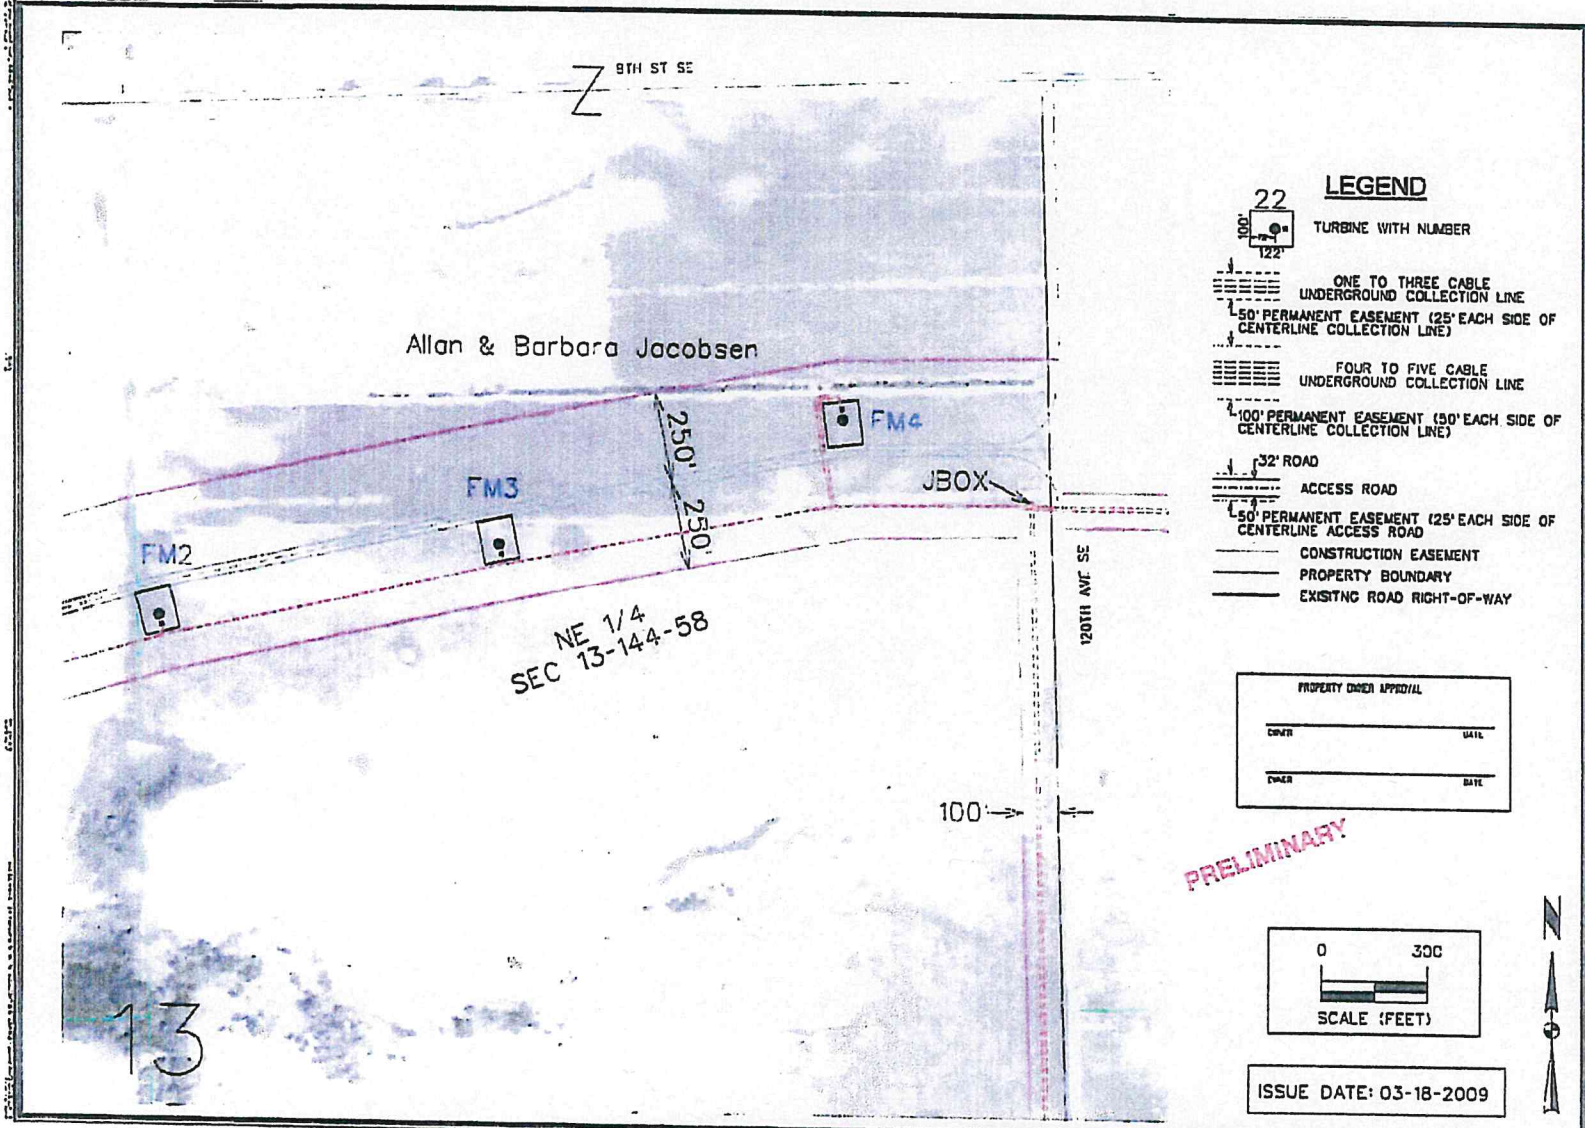 9TH ST SE
LEGEND
22
100'
122'
TURBINE WITH NUMBER
ONE TO THREE CABLE
UNDERGROUND COLLECTION LINE
50' PERMANENT EASEMENT (25' EACH SIDE OF
CENTERLINE COLLECTION LINE)
FOUR TO FIVE CABLE
UNDERGROUND COLLECTION LINE
100' PERMANENT EASEMENT (50' EACH SIDE OF
CENTERLINE COLLECTION LINE)
32' ROAD
ACCESS ROAD
50' PERMANENT EASEMENT (25' EACH SIDE OF
CENTERLINE ACCESS ROAD
CONSTRUCTION EASEMENT
PROPERTY BOUNDARY
EXISITNG ROAD RIGHT-OF-WAY
Allan & Barbara Jacobsen
250'
250'
FM4
FM3
FM2
JBOX
120TH AVE SE
NE 1/4
SEC 13-144-58
100'
13
PROPERTY OWNER APPROVAL
OWNER DATE
OWNER DATE
PRELIMINARY
N
0 300
SCALE (FEET)
ISSUE DATE: 03-18-2009